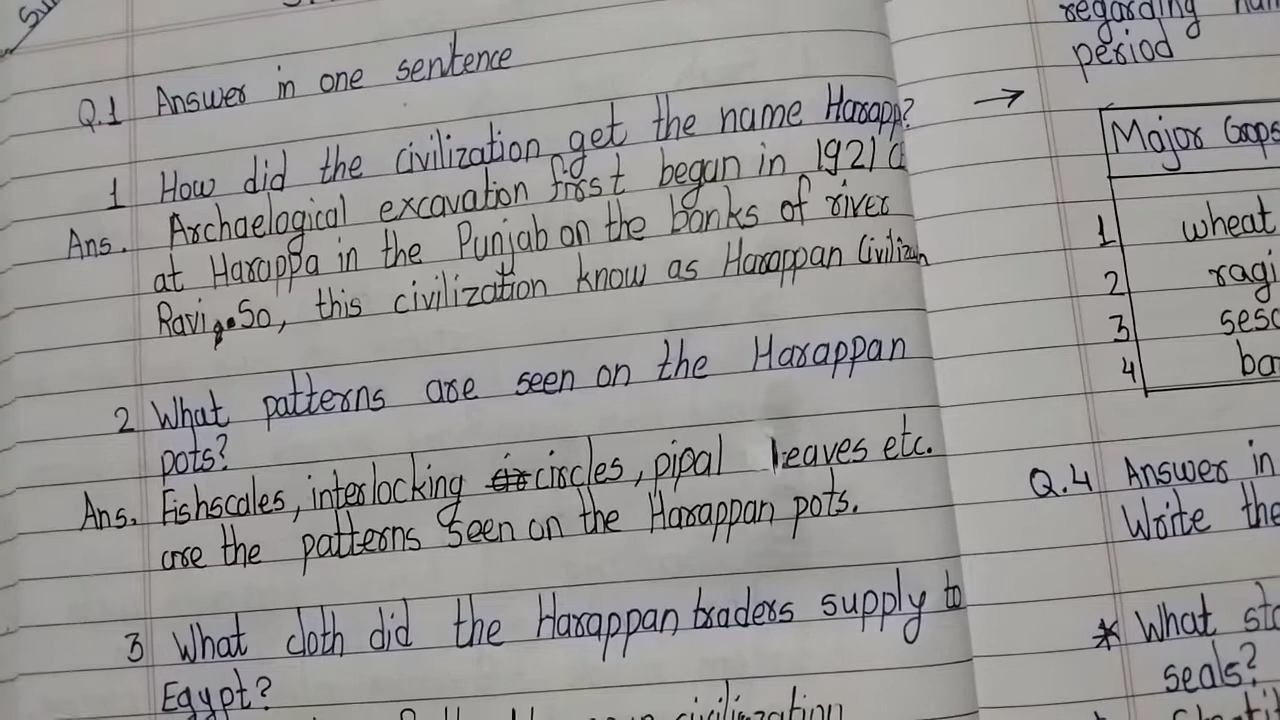 Q.1 Answer in one sentence
1 How did the civilization get the name Harapp?
Ans. Archaelogical excavation first began in 1921
at Harappa in the Punjab on the banks of river
Ravi. So, this civilization know as Harappan
2 What patterns are seen on the Harappan
pots?
Ans. Fishscales, interlocking circles, pipal leaves etc.
are the patterns seen on the Harappan pots.
3 What cloth did the Harappan traders supply to
Egypt?
civilization
regarding
period
→
Major
1 wheat
2 ragi
3
4
Q.4 Answer in
Write the
* What
seals?